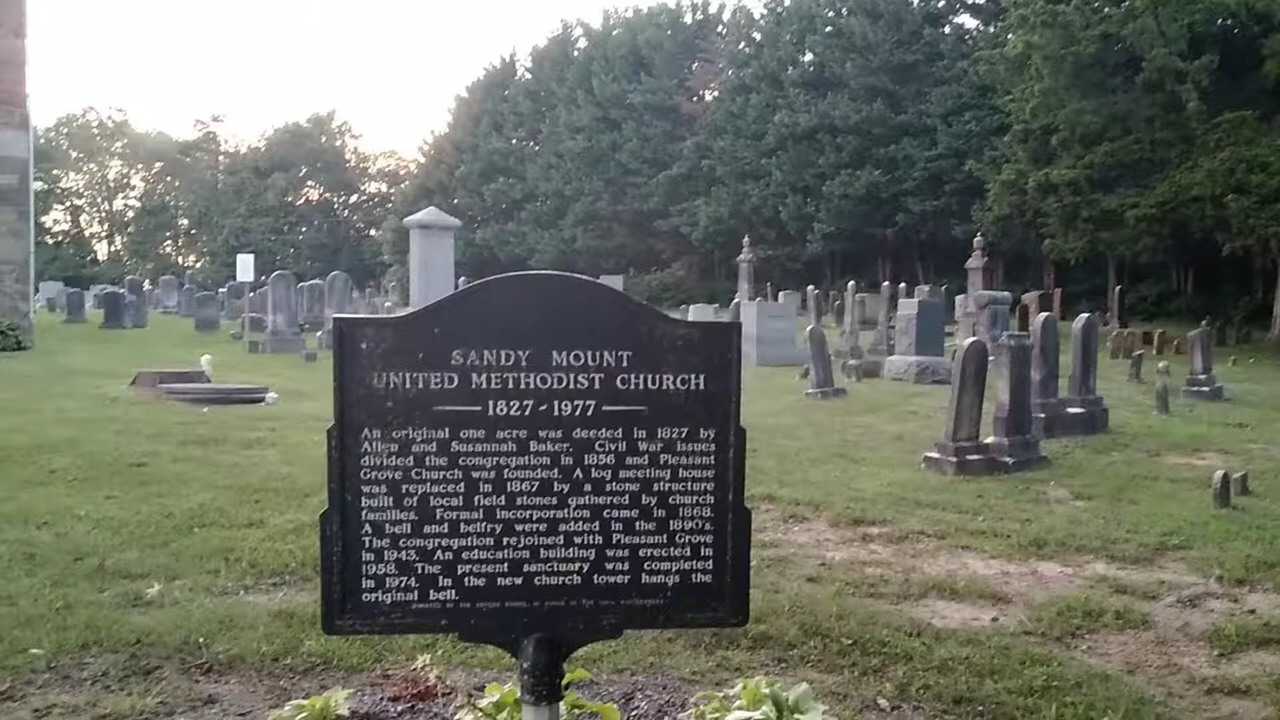 SANDY MOUNT
UNITED METHODIST CHURCH
1827-1977
An original one acre was deeded in 1827 by
Allen and Susannah Baker. Civil War issues
divided the congregation in 1856 and Pleasant
Grove Church was founded. A log meeting house
was replaced in 1867 by a stone structure
built of local field stones gathered by church
families. Formal incorporation came in 1868.
A bell and belfry were added in the 1890's.
The congregation rejoined with Pleasant Grove
in 1943. An education building was erected in
1958. The present sanctuary was completed
in 1974. In the new church tower hangs the
original bell.